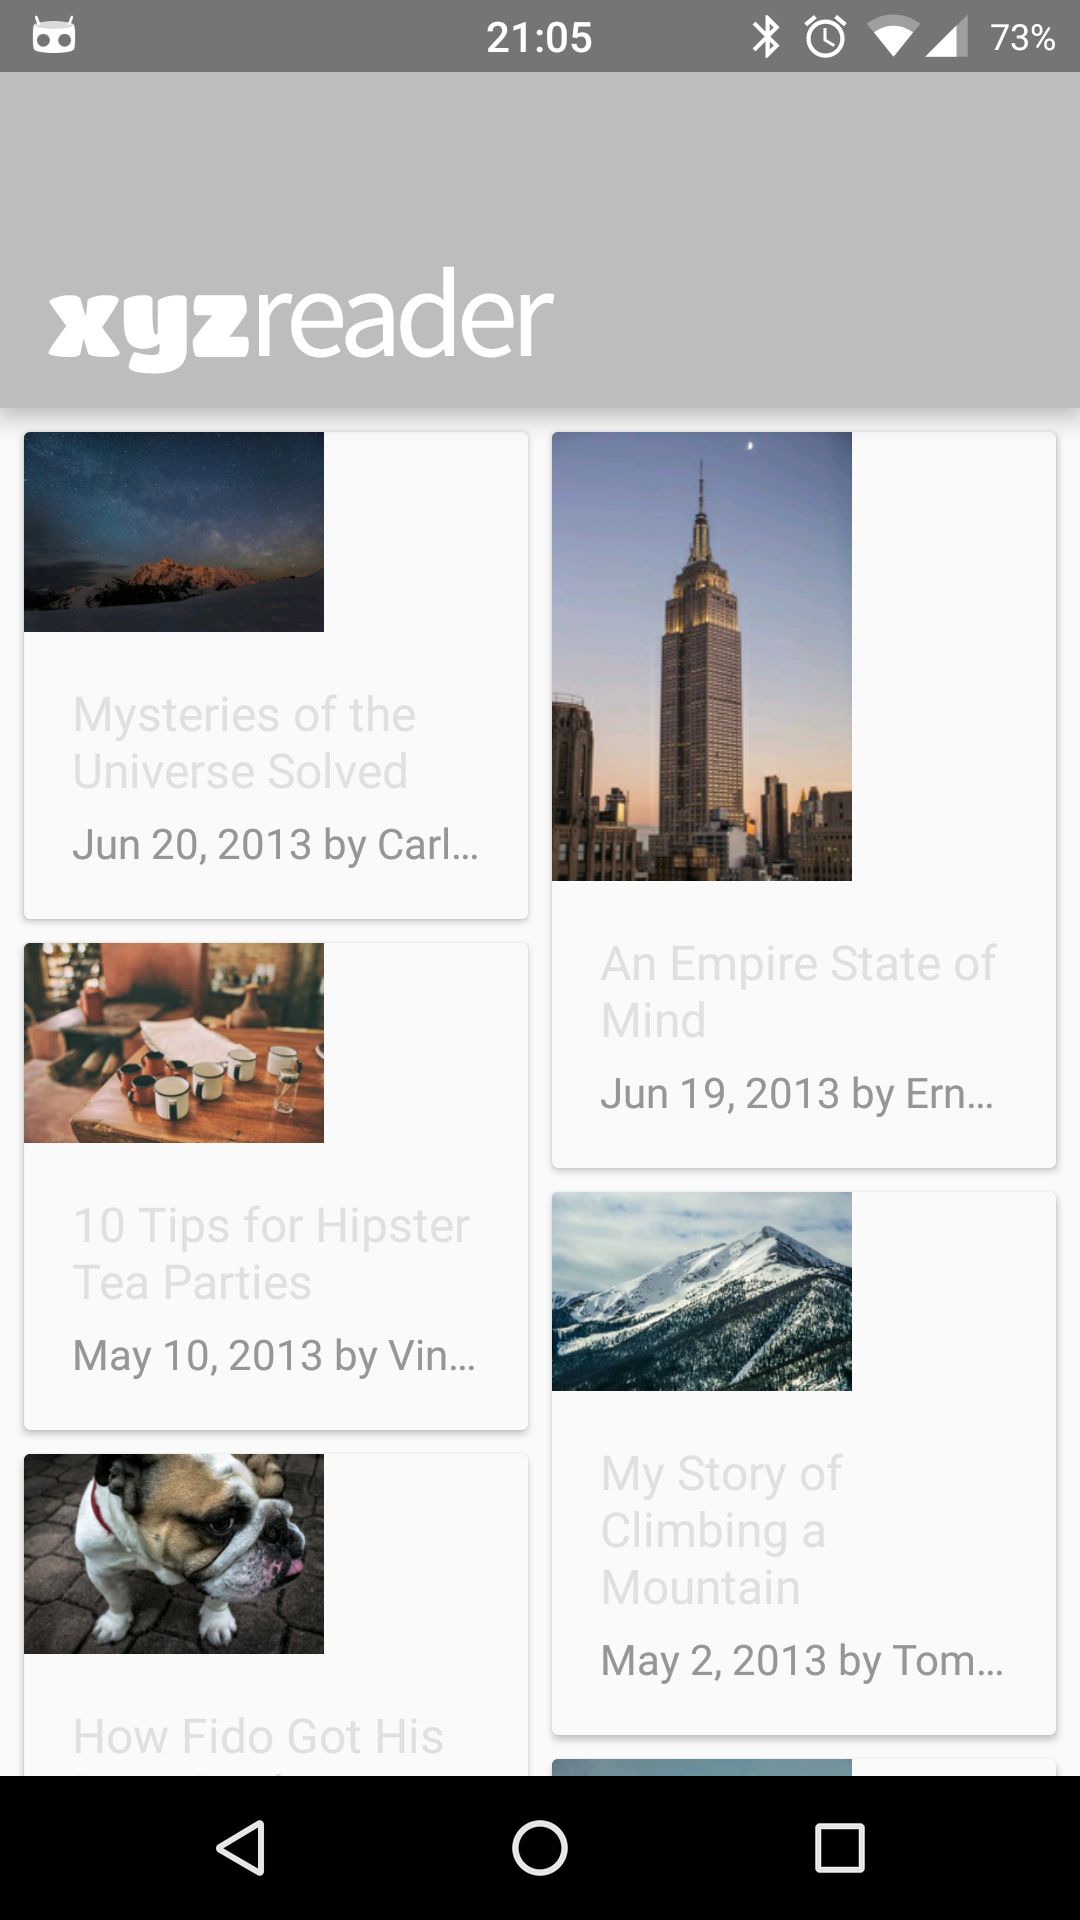 21:05
73%
xyzreader
Mysteries of the
Universe Solved
Jun 20, 2013 by Carl...
An Empire State of
Mind
Jun 19, 2013 by Ern...
10 Tips for Hipster
Tea Parties
May 10, 2013 by Vin...
My Story of
Climbing a
Mountain
May 2, 2013 by Tom...
How Fido Got His